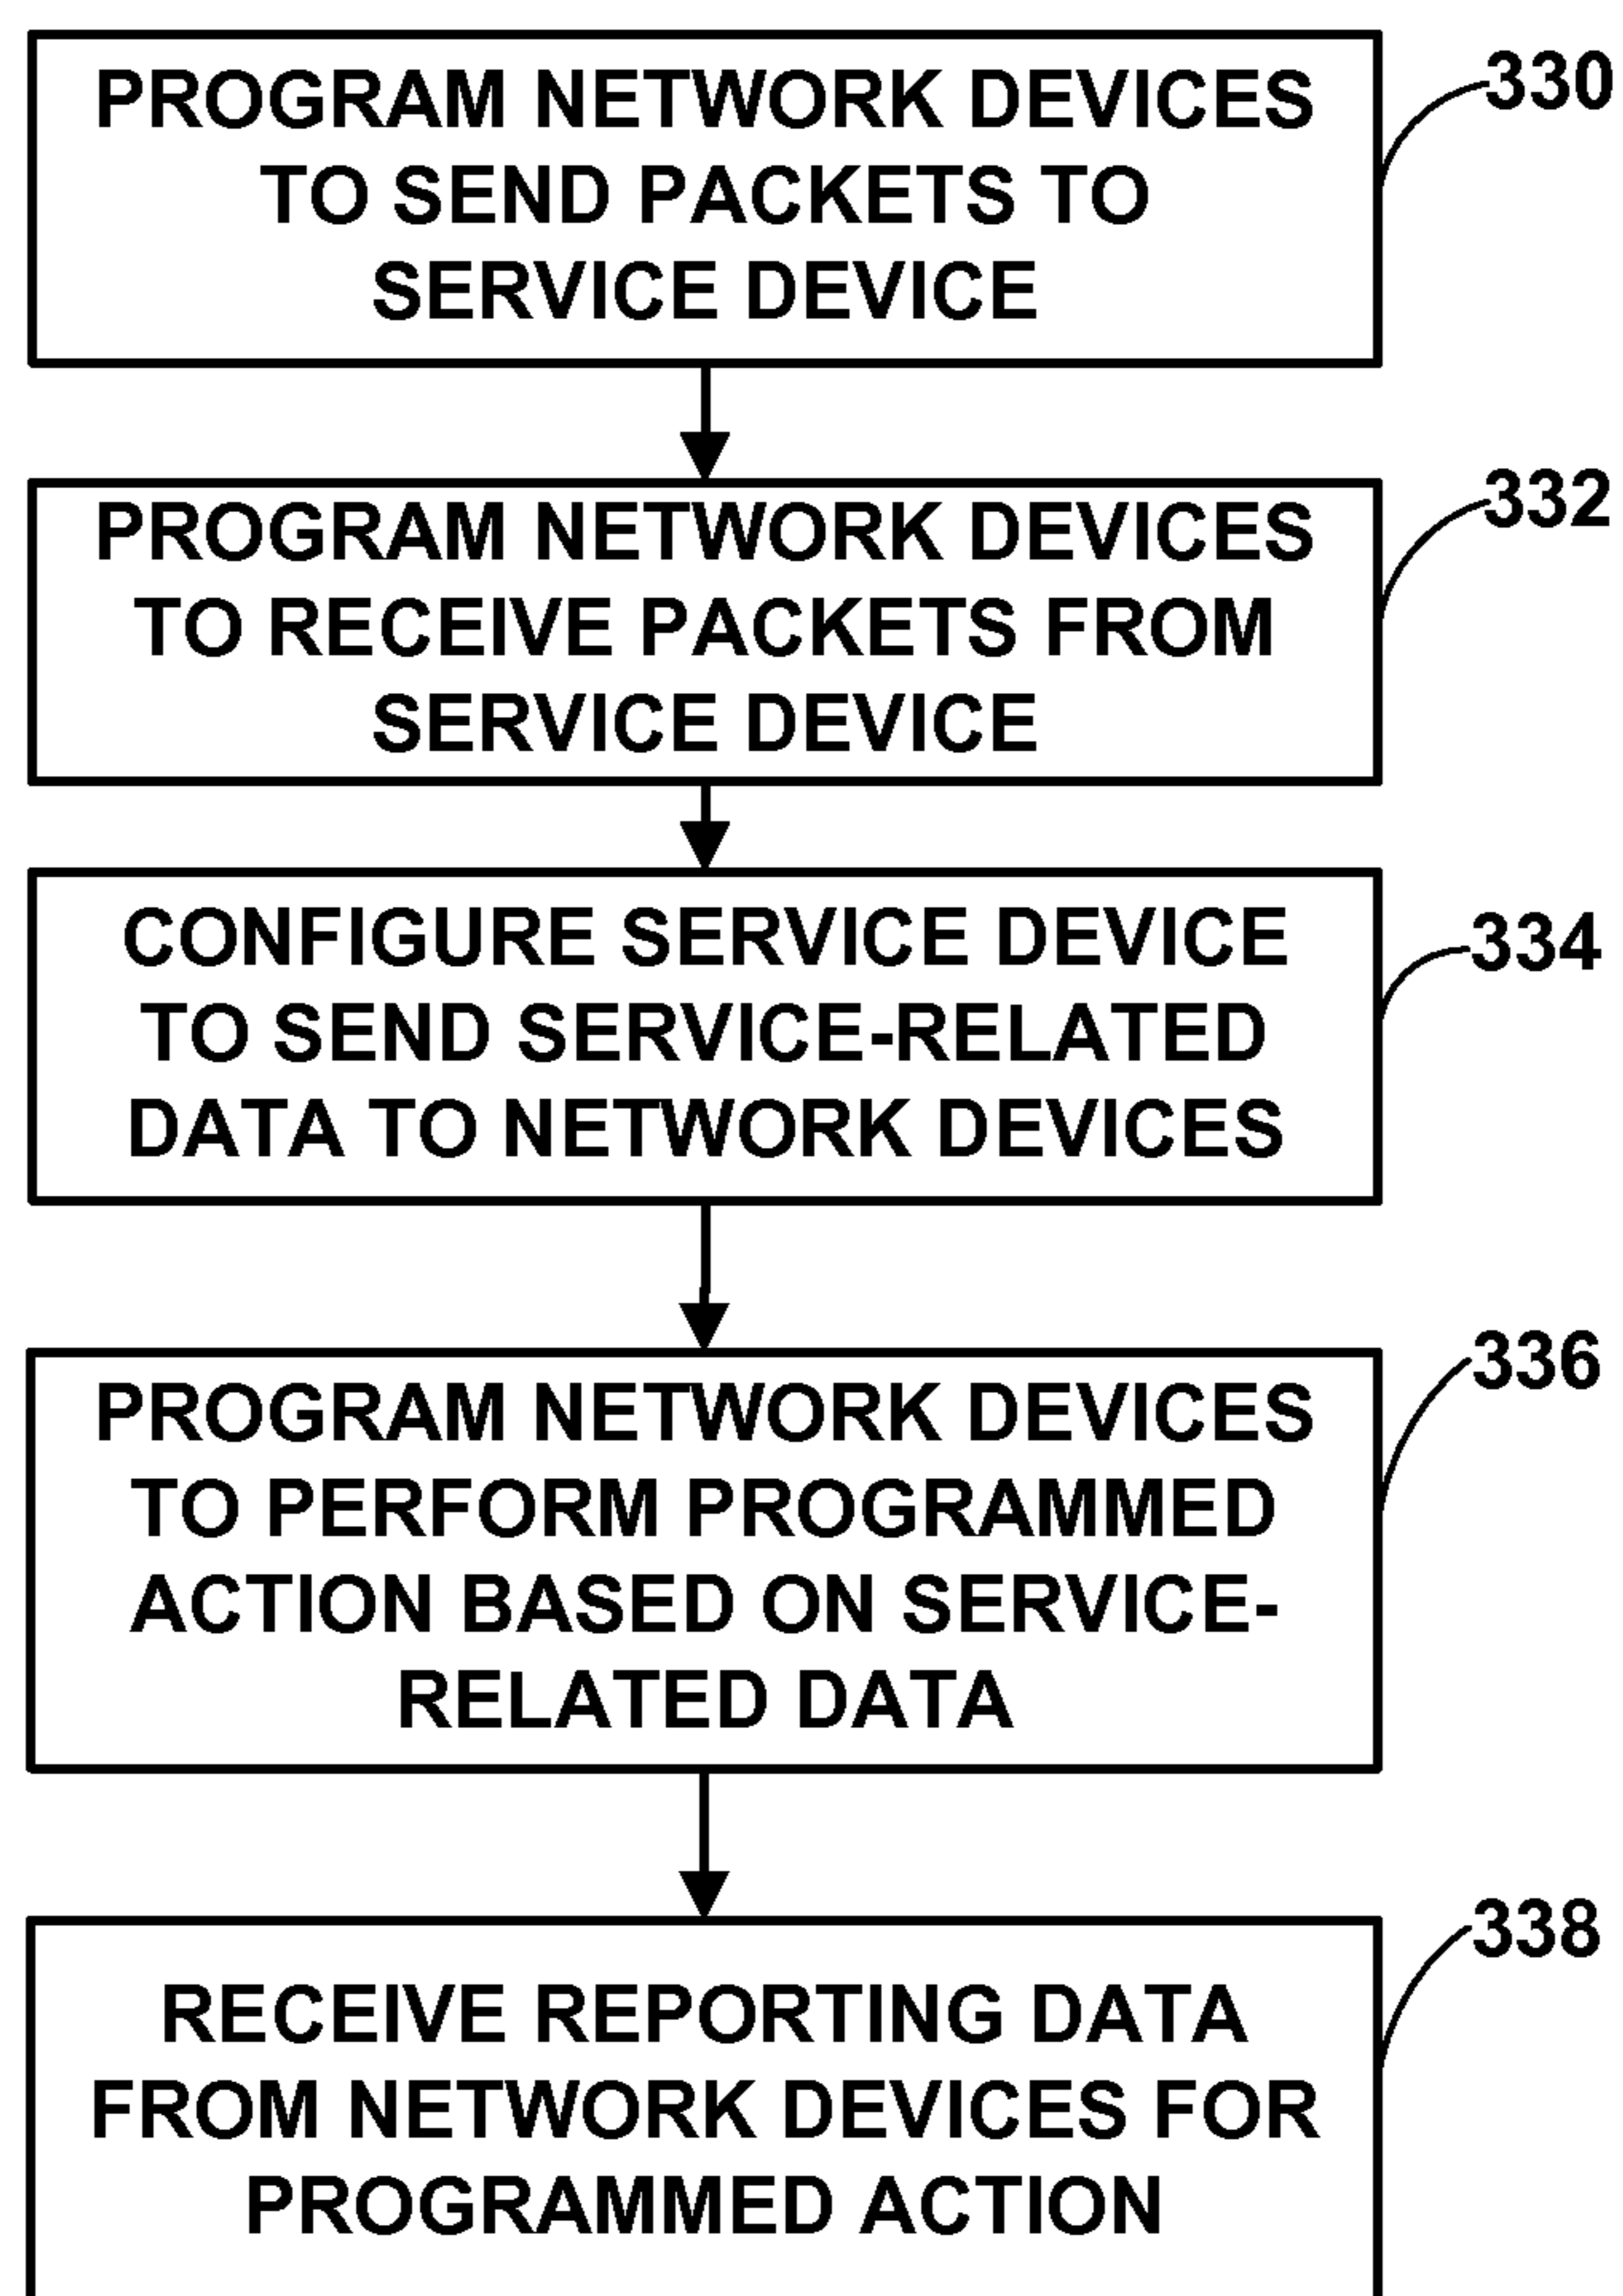 PROGRAM NETWORK DEVICES
TO SEND PACKETS TO
SERVICE DEVICE
330
PROGRAM NETWORK DEVICES
TO RECEIVE PACKETS FROM
SERVICE DEVICE
332
CONFIGURE SERVICE DEVICE
TO SEND SERVICE-RELATED
DATA TO NETWORK DEVICES
334
PROGRAM NETWORK DEVICES
TO PERFORM PROGRAMMED
ACTION BASED ON SERVICE-
RELATED DATA
336
RECEIVE REPORTING DATA
FROM NETWORK DEVICES FOR
PROGRAMMED ACTION
338